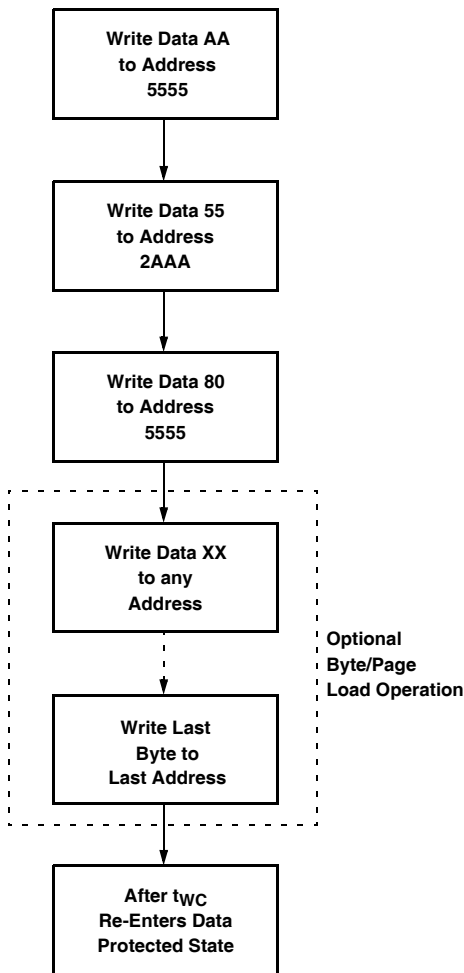 Write Data AA
to Address
5555
Write Data 55
to Address
2AAA
Write Data 80
to Address
5555
Write Data XX
to any
Address
Optional
Byte/Page
Load Operation
Write Last
Byte to
Last Address
After tWC
Re-Enters Data
Protected State